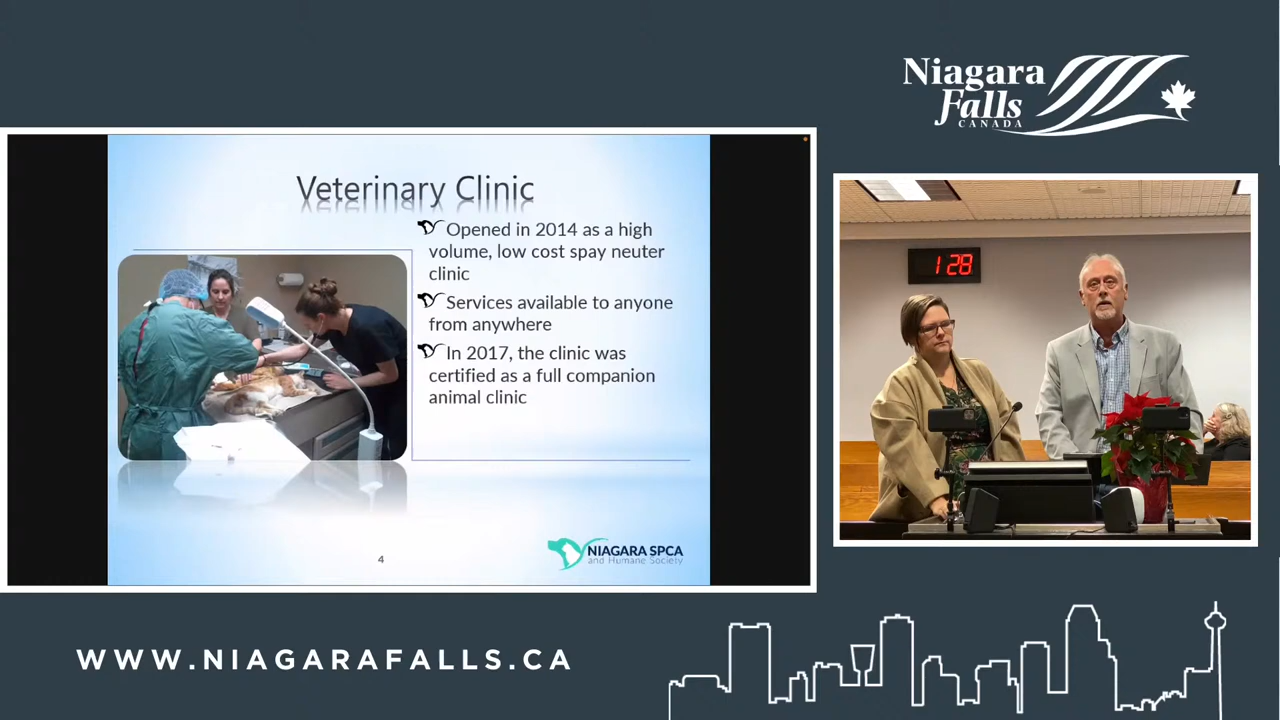 Niagara
Falls
CANADA
Veterinary Clinic
Opened in 2014 as a high
volume, low cost spay neuter
clinic
Services available to anyone
from anywhere
In 2017, the clinic was
certified as a full companion
animal clinic
128
4
NIAGARA SPCA
and Humane Society
WWW.NIAGARAFALLS.CA